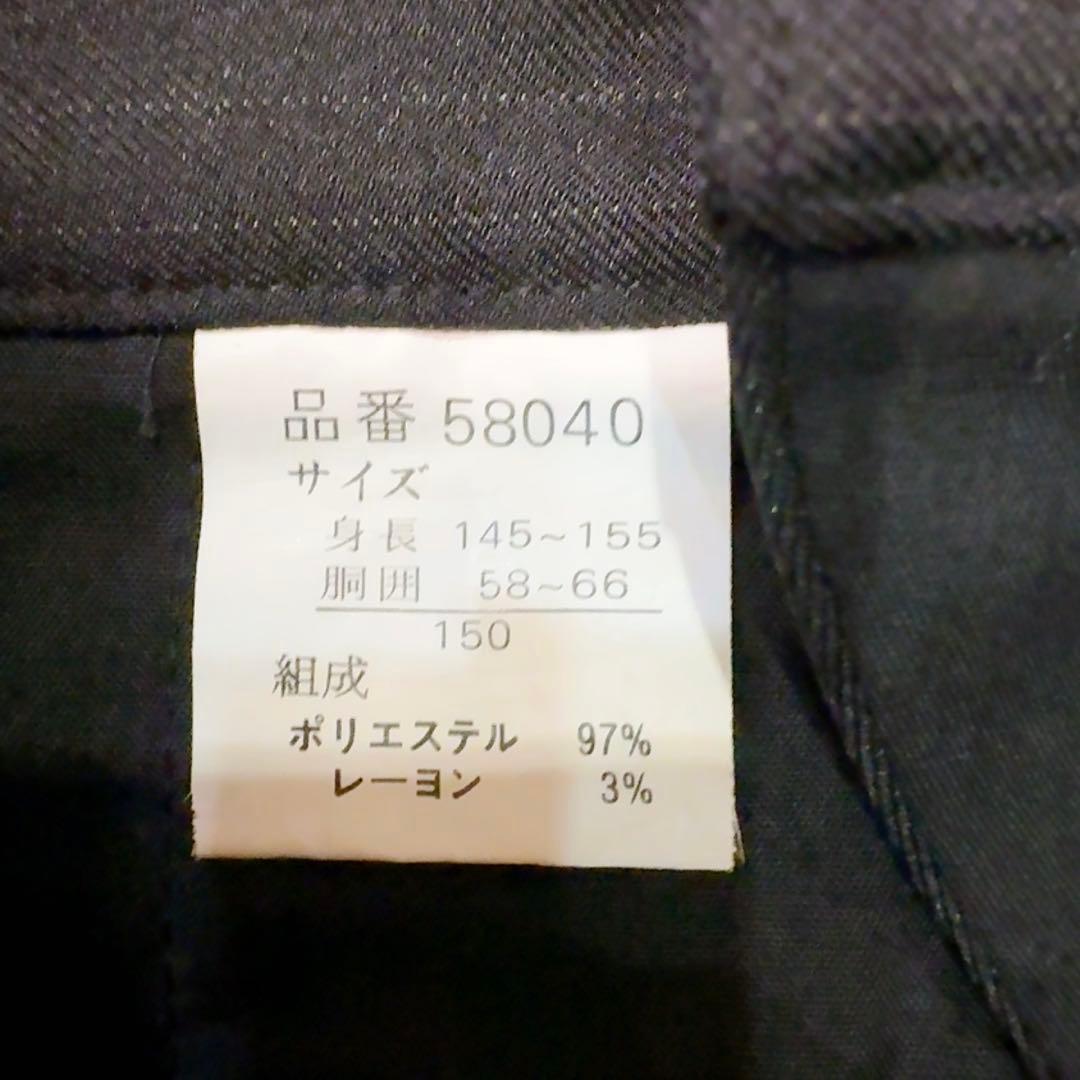 品番 58040
サイズ
身長 145~155
胴囲 58~66
150
組成
ポリエステル 97%
レーヨン 3%